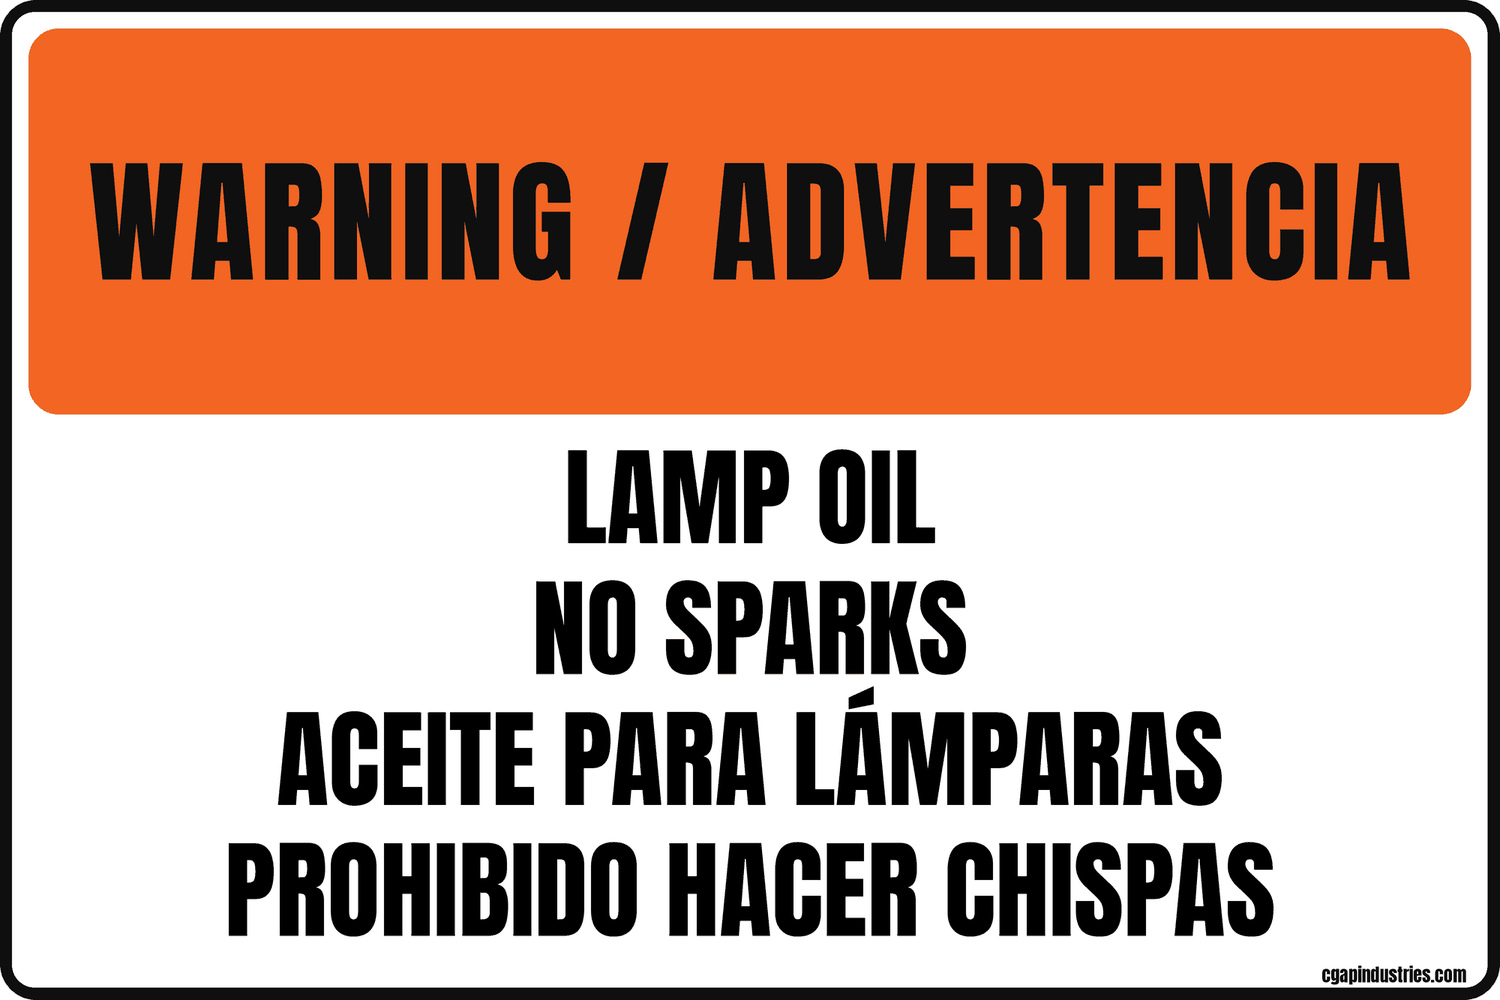 WARNING / ADVERTENCIA
LAMP OIL
NO SPARKS
ACEITE PARA LÁMPARAS
PROHIBIDO HACER CHISPAS
cgapindustries.com